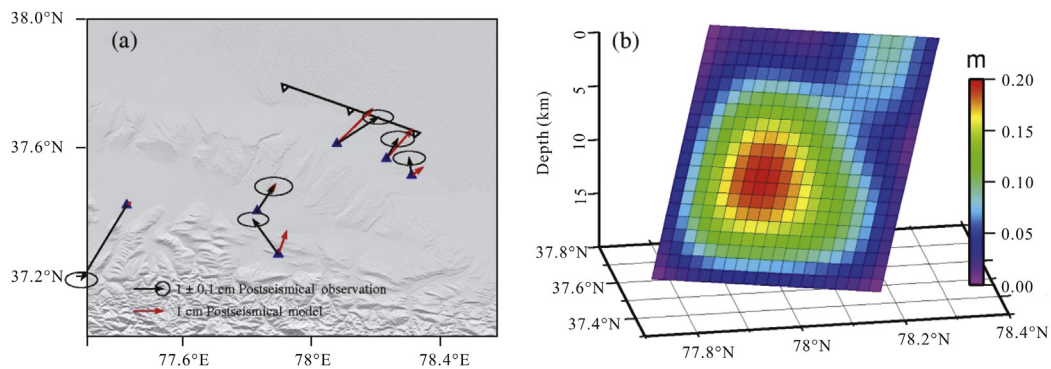 (a)
38.0°N
37.6°N
37.2°N
1 ± 0.1 cm Postseismical observation
1 cm Postseismical model
77.6°E
78°E
78.4°E
(b)
Depth (km)
0
5
10
15
37.8°N
37.6°N
37.4°N
77.8°N
78°N
78.2°N
78.4°N
m
0.20
0.15
0.10
0.05
0.00